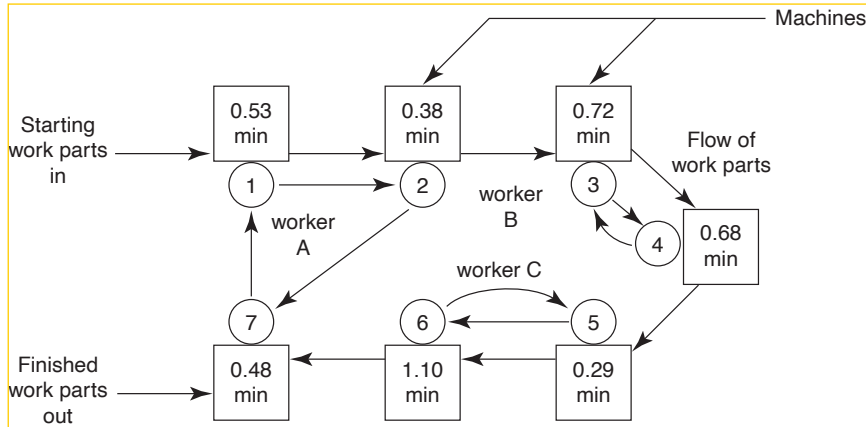 Machines
0.53
min
0.38
min
0.72
min
Starting
work parts
in
Flow of
work parts
1
2
3
worker
A
worker
B
4
0.68
min
worker C
7
6
5
0.48
min
1.10
min
0.29
min
Finished
work parts
out